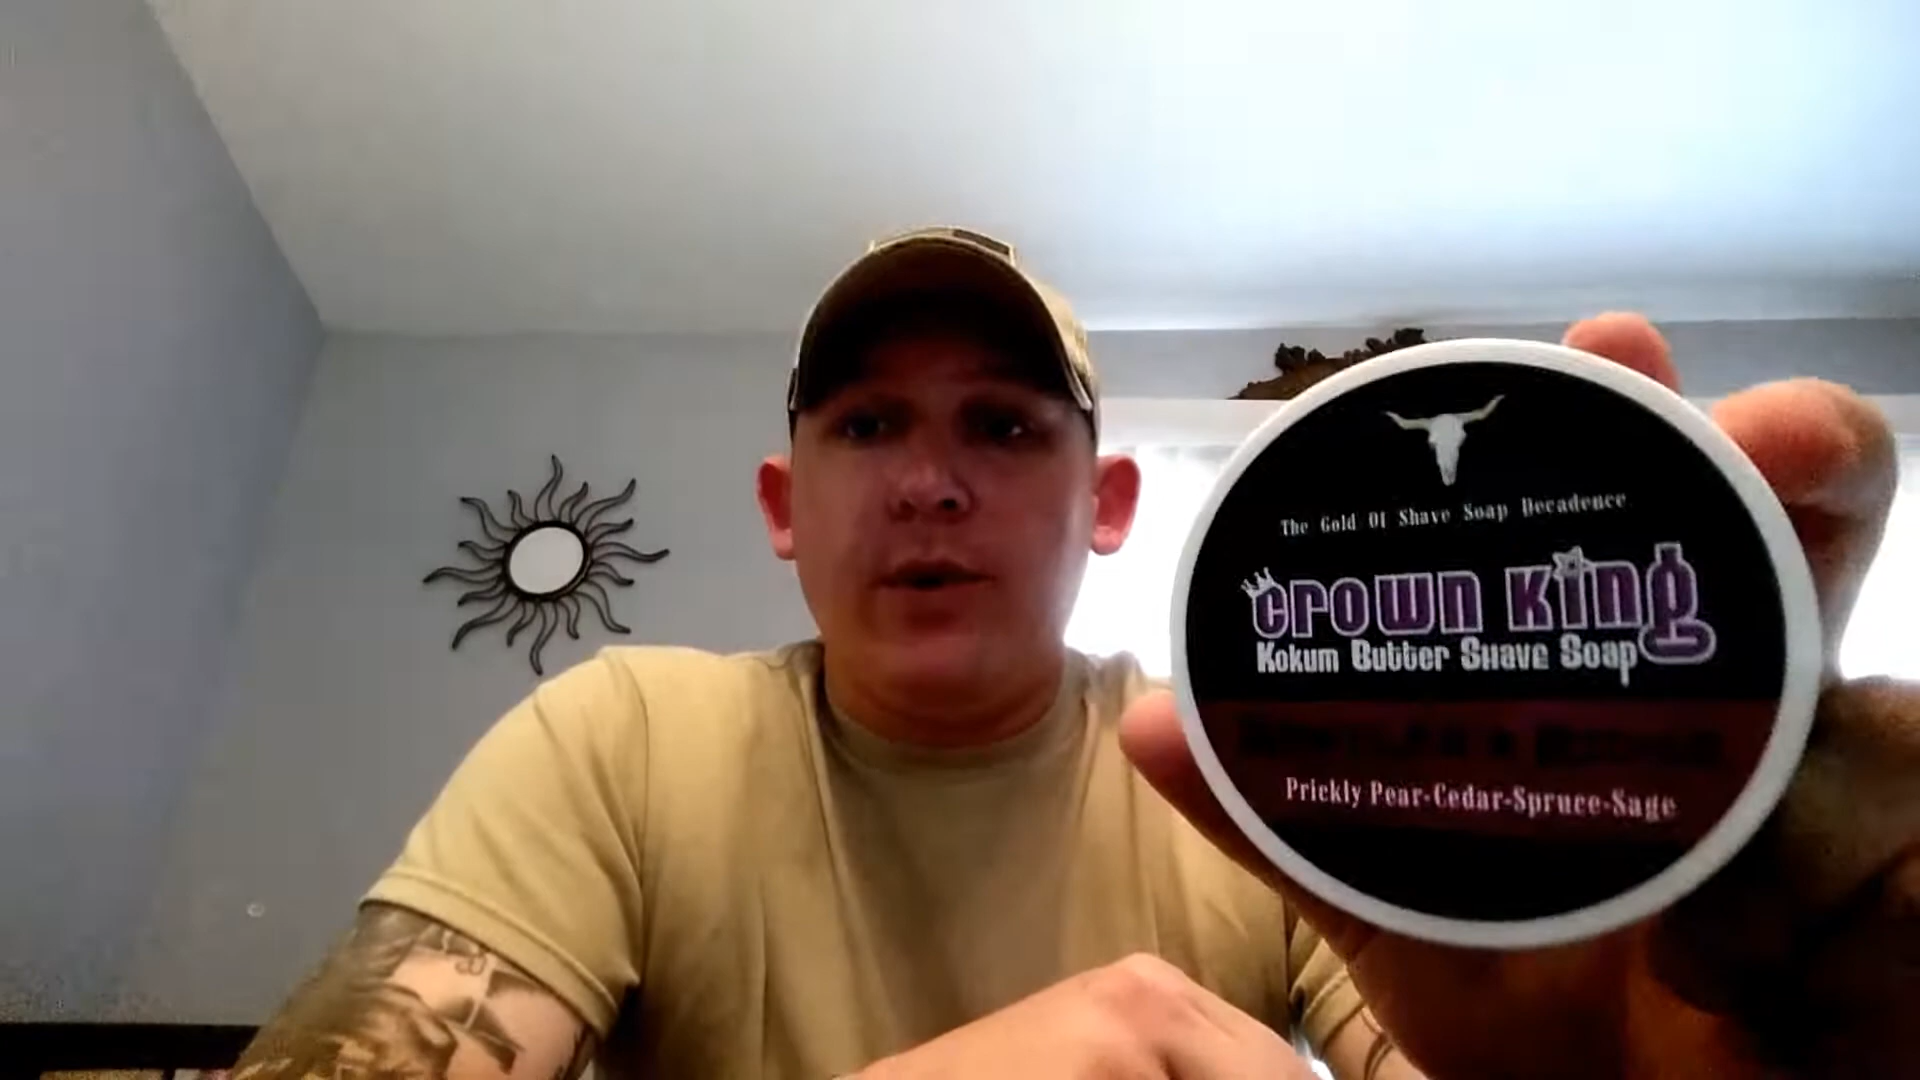 The Gold Of Shave Soap Decadence
Crown King
Kokum Butter Shave Soap
Prickly Pear-Cedar-Spruce-Sage